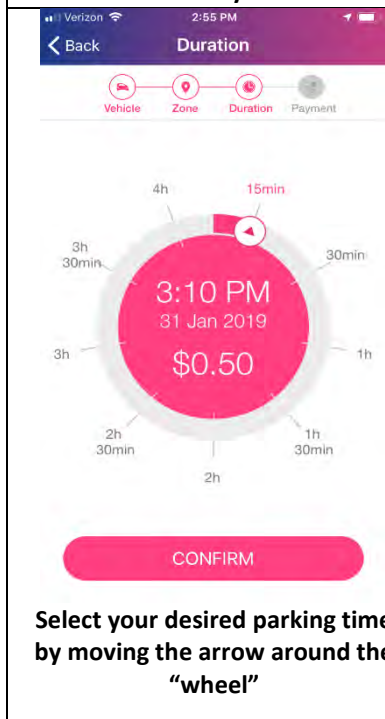 Verizon 2:55 PM
Back Duration
Vehicle Zone Duration Payment
4h 15min
3h
30min
30min
3:10 PM
31 Jan 2019
$0.50
3h 1h
2h
30min
1h
30min
2h
CONFIRM
Select your desired parking time
by moving the arrow around the
“wheel”